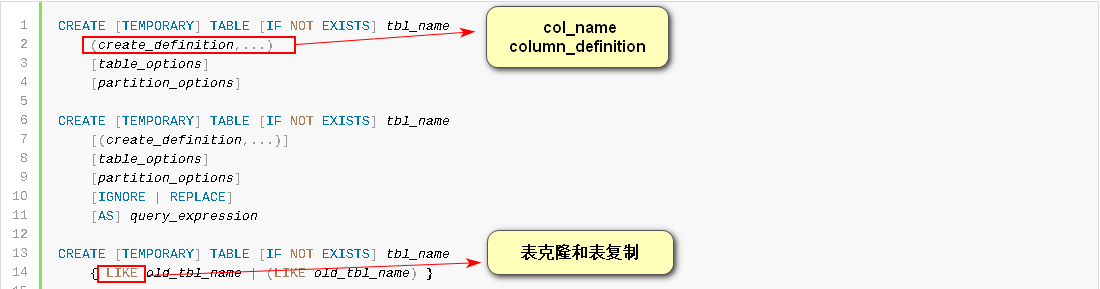 1 CREATE [TEMPORARY] TABLE [IF NOT EXISTS] tbl_name
2 (create_definition,...)
3 [table_options]
4 [partition_options]
5
6 CREATE [TEMPORARY] TABLE [IF NOT EXISTS] tbl_name
7 [(create_definition,...)]
8 [table_options]
9 [partition_options]
10 [IGNORE | REPLACE]
11 [AS] query_expression
12
13 CREATE [TEMPORARY] TABLE [IF NOT EXISTS] tbl_name
14 { LIKE old_tbl_name | (LIKE old_tbl_name) }
col_name
column_definition
表克隆和表复制